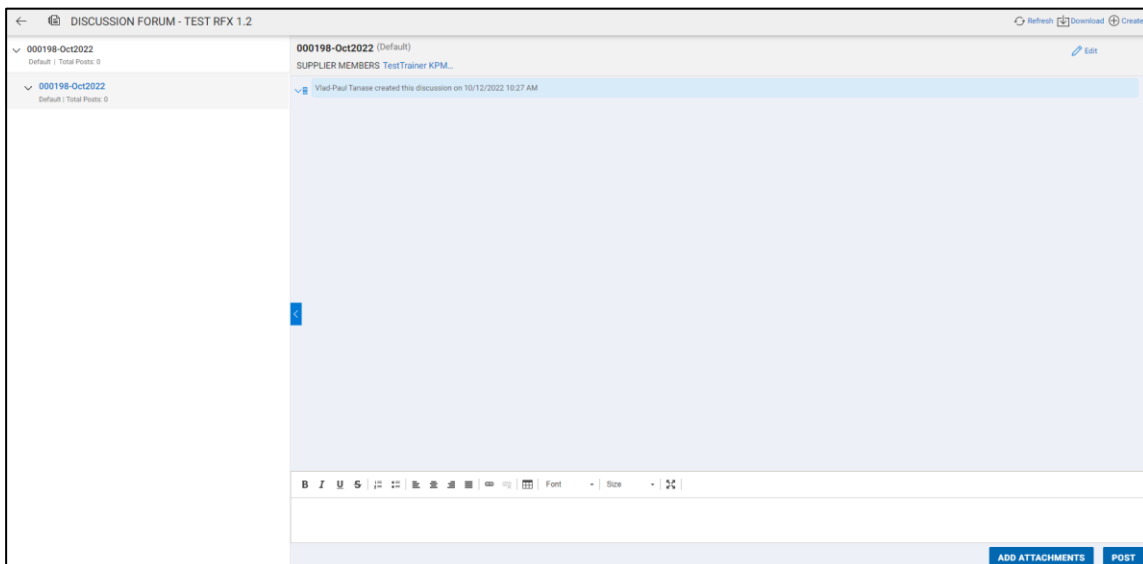 DISCUSSION FORUM - TEST RFX 1.2
Refresh Download Create
000198-Oct2022
Default | Total Posts: 0
000198-Oct2022
Default | Total Posts: 0
000198-Oct2022 (Default)
Edit
SUPPLIER MEMBERS TestTrainer KPM...
Vlad-Paul Tanase created this discussion on 10/12/2022 10:27 AM
B I U S Font Size
ADD ATTACHMENTS POST